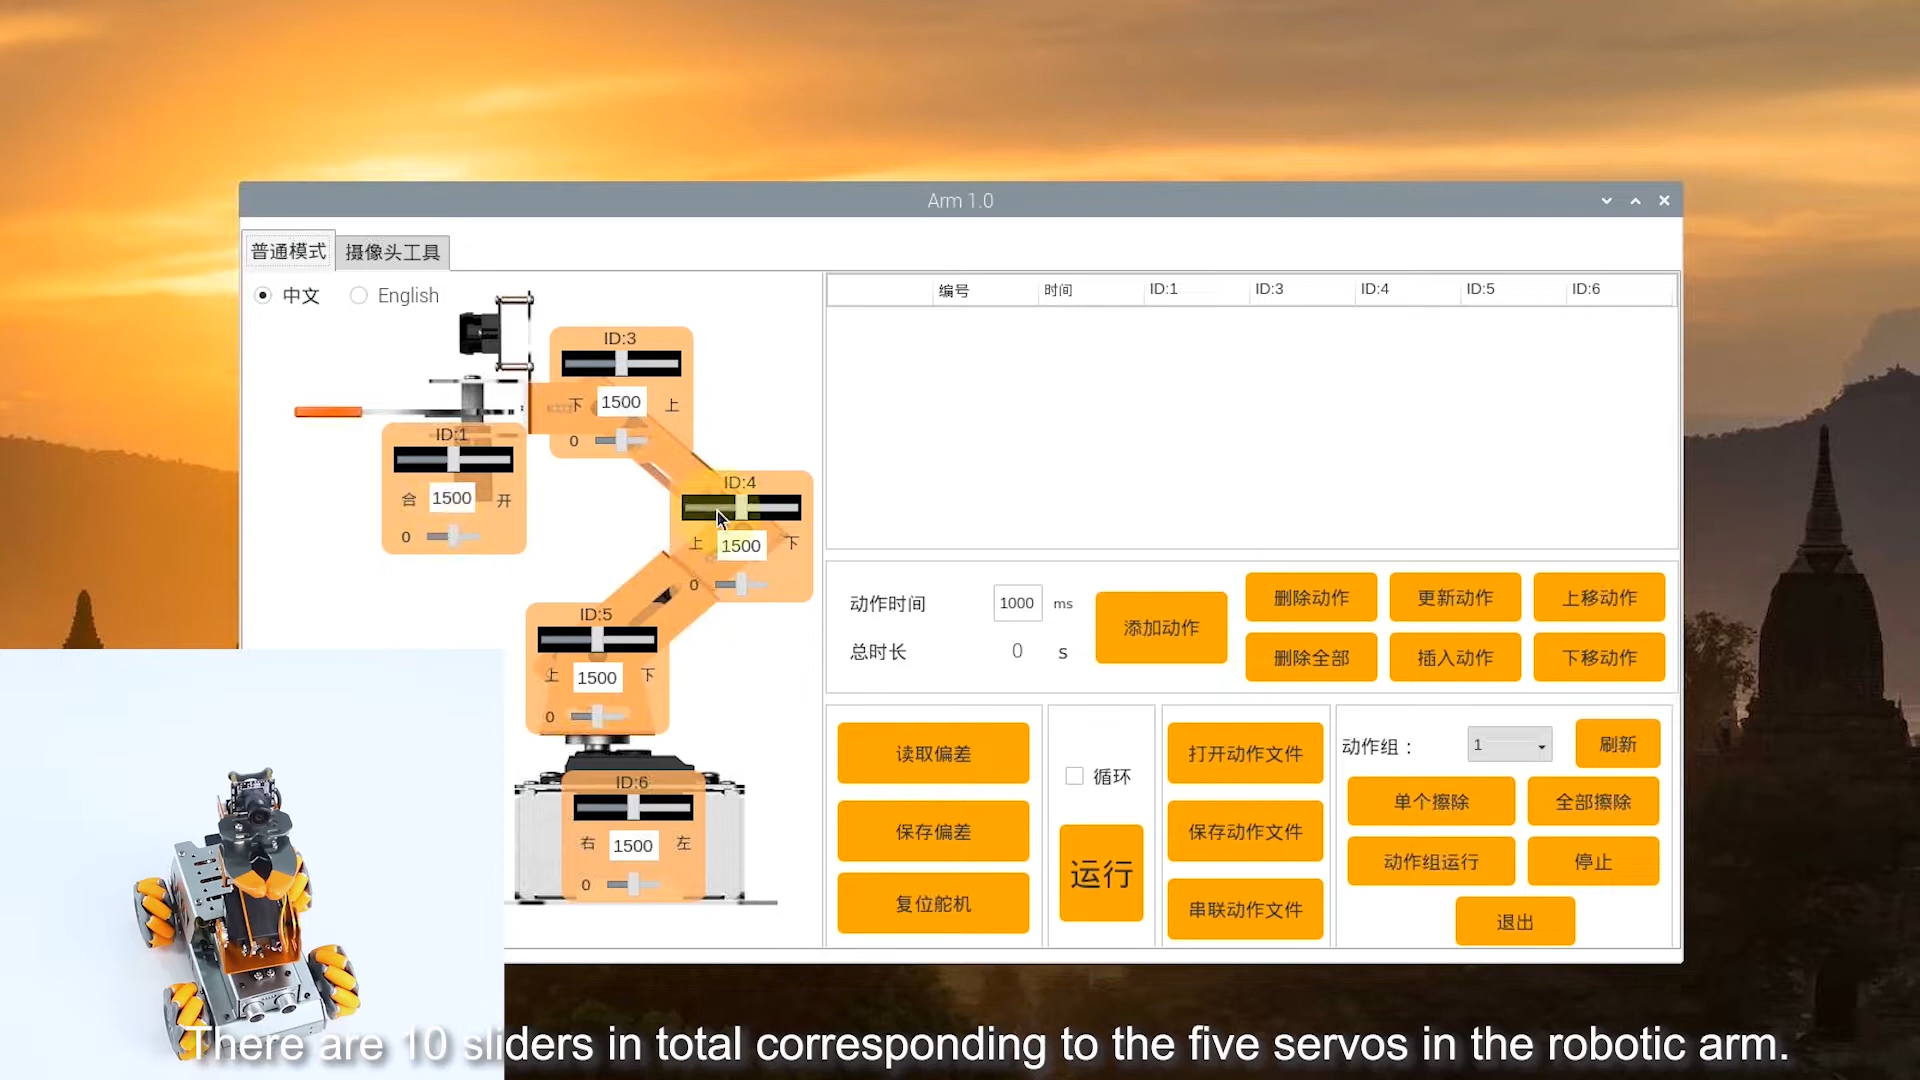 Arm 1.0
普通模式
摄像头工具
中文
English
ID:3
下 1500 上
0
ID:1
合 1500 开
0
ID:4
上 1500 下
0
ID:5
上 1500 下
0
ID:6
右 1500 左
0
编号 时间 ID:1 ID:3 ID:4 ID:5 ID:6
动作时间 1000 ms
总时长 0 s
添加动作
删除动作 更新动作 上移动作
删除全部 插入动作 下移动作
读取偏差
保存偏差
复位舵机
循环
运行
打开动作文件
保存动作文件
串联动作文件
动作组： 1 刷新
单个擦除 全部擦除
动作组运行 停止
退出
There are 10 sliders in total corresponding to the five servos in the robotic arm.